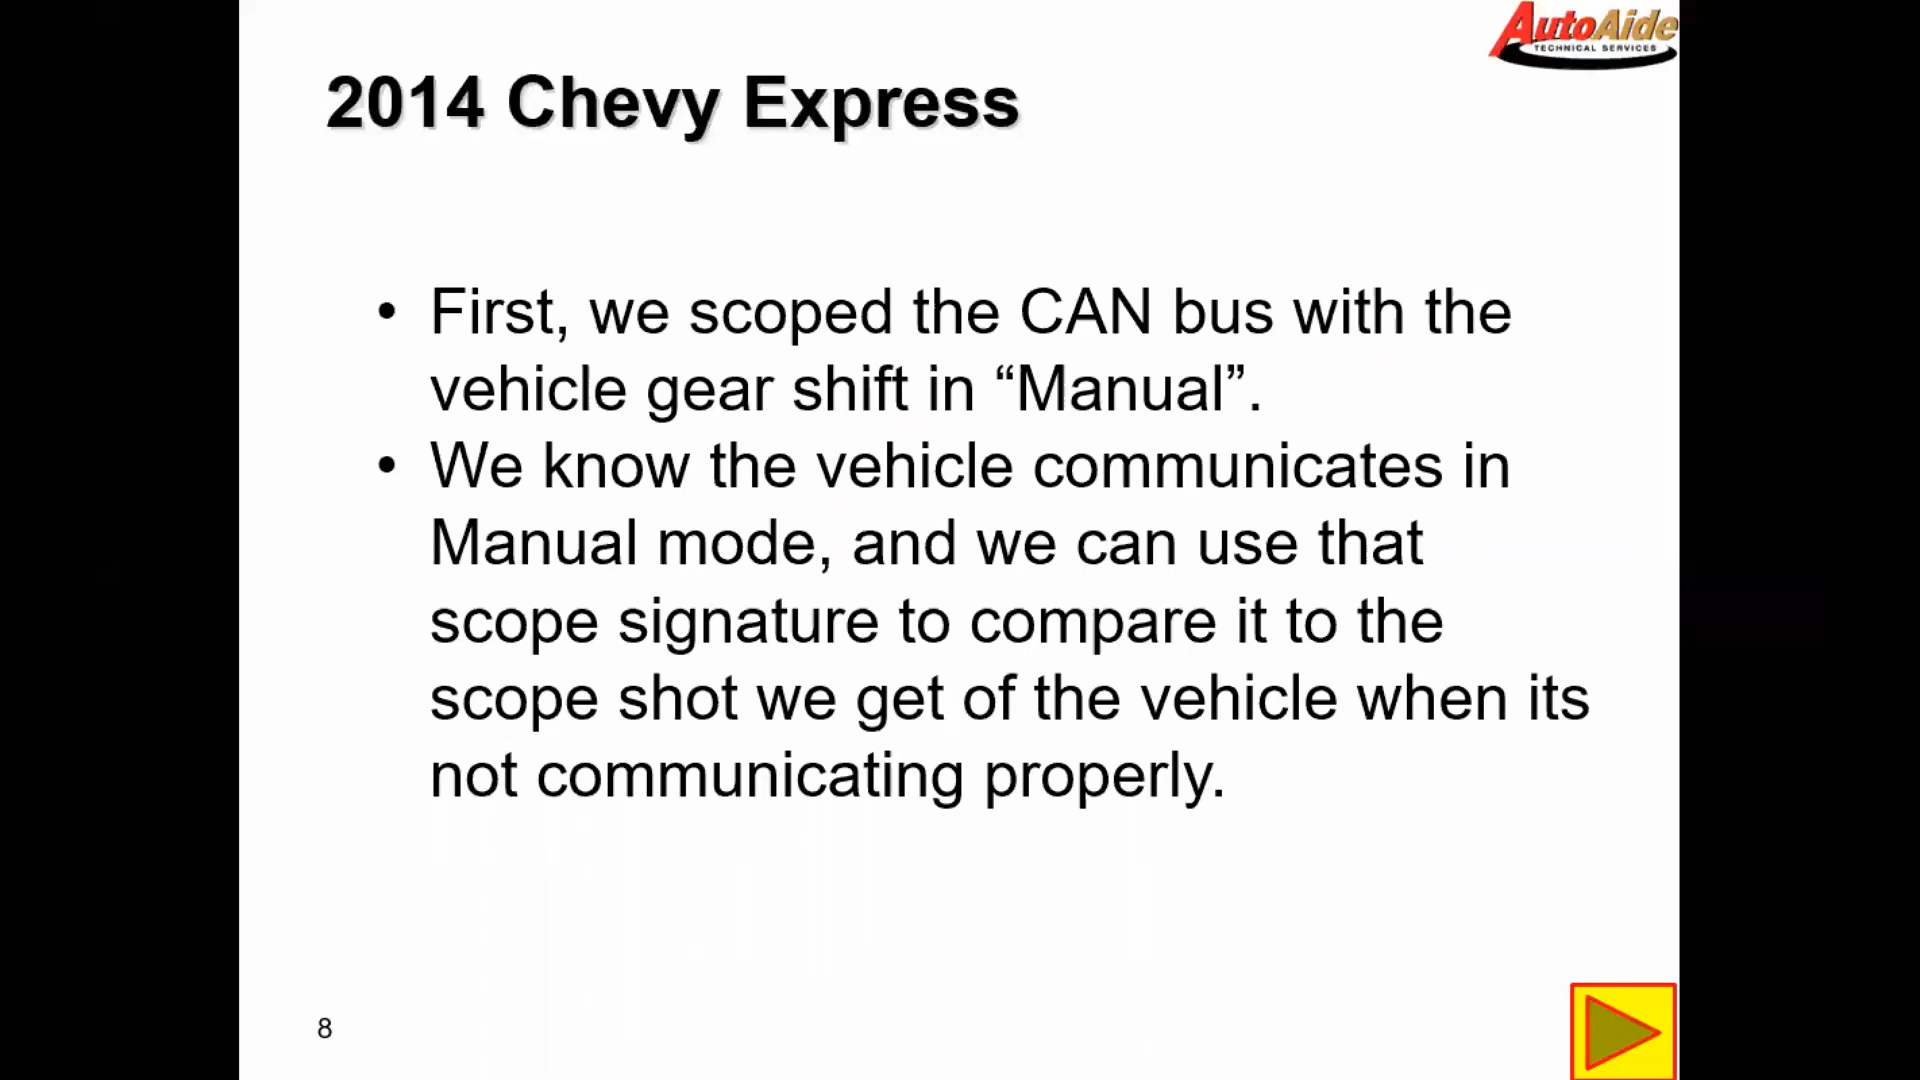 AutoAide
TECHNICAL SERVICES
2014 Chevy Express
• First, we scoped the CAN bus with the
vehicle gear shift in “Manual”.
• We know the vehicle communicates in
Manual mode, and we can use that
scope signature to compare it to the
scope shot we get of the vehicle when its
not communicating properly.
8